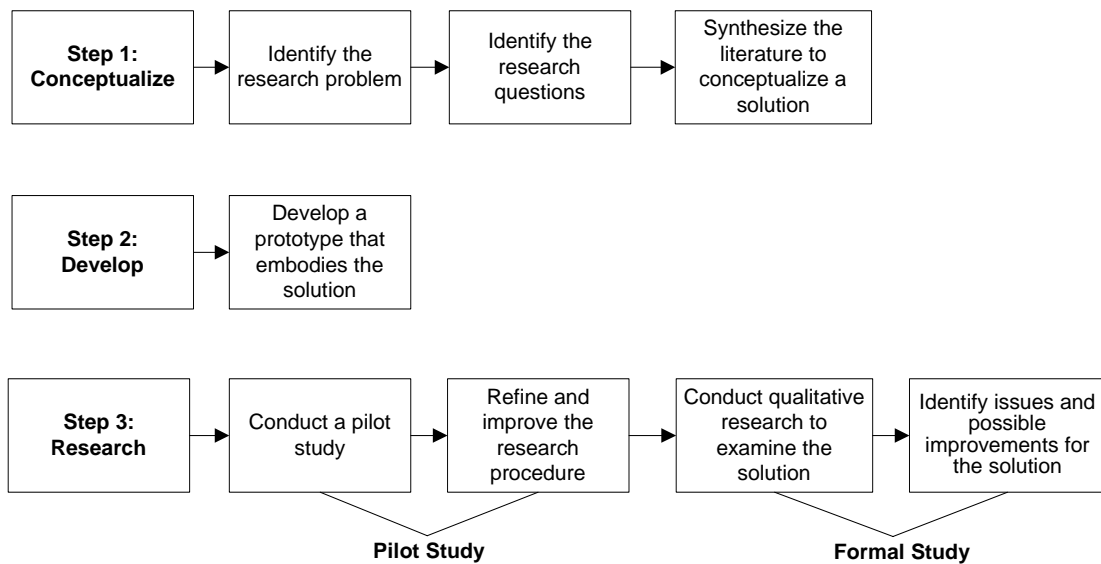 Step 1:
Conceptualize
Identify the
research problem
Identify the
research
questions
Synthesize the
literature to
conceptualize a
solution
Step 2:
Develop
Develop a
prototype that
embodies the
solution
Step 3:
Research
Conduct a pilot
study
Refine and
improve the
research
procedure
Conduct qualitative
research to
examine the
solution
Identify issues and
possible
improvements for
the solution
Pilot Study
Formal Study